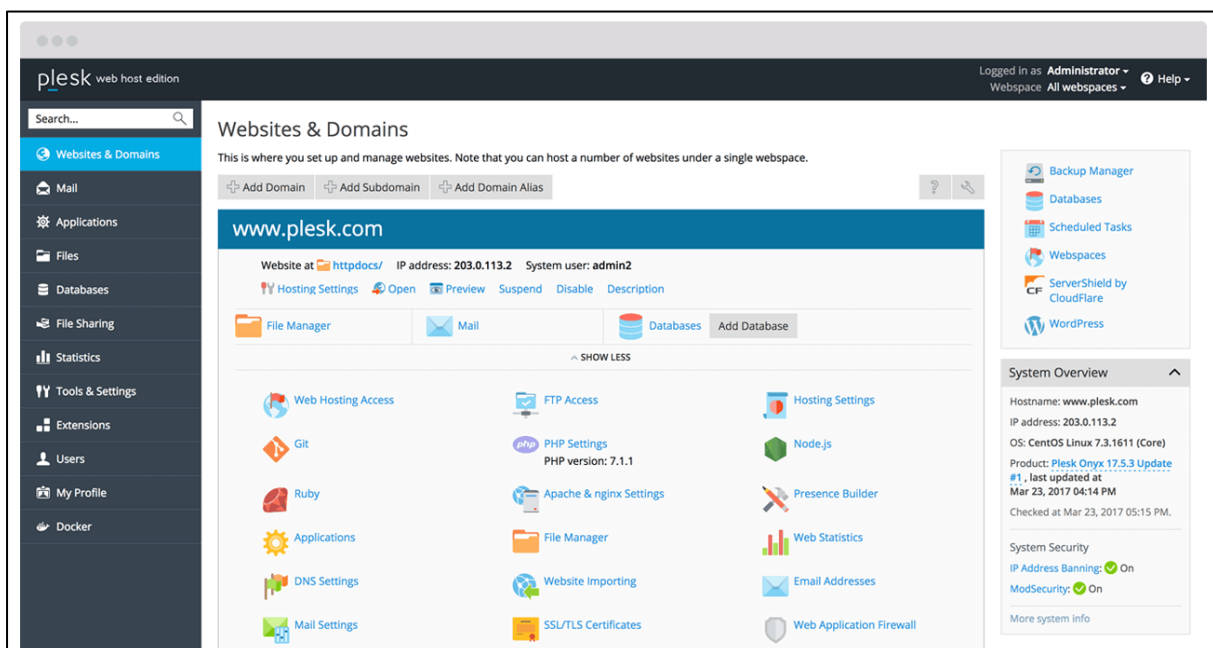 plesk web host edition
Logged in as Administrator
Webspace All webspaces
Help
Search...
Websites & Domains
Mail
Applications
Files
Databases
File Sharing
Statistics
Tools & Settings
Extensions
Users
My Profile
Docker
Websites & Domains
This is where you set up and manage websites. Note that you can host a number of websites under a single webspace.
Add Domain Add Subdomain Add Domain Alias
www.plesk.com
Website at httpdocs/ IP address: 203.0.113.2 System user: admin2
Hosting Settings Open Preview Suspend Disable Description
File Manager Mail Databases Add Database
SHOW LESS
Web Hosting Access FTP Access Hosting Settings
Git PHP Settings Node.js
PHP version: 7.1.1
php
Ruby Apache & nginx Settings Presence Builder
Applications File Manager Web Statistics
DNS Settings Website Importing Email Addresses
Mail Settings SSL/TLS Certificates Web Application Firewall
Backup Manager
Databases
Scheduled Tasks
Webspaces
CF ServerShield by
CloudFlare
WordPress
System Overview
Hostname: www.plesk.com
IP address: 203.0.113.2
OS: CentOS Linux 7.3.1611 (Core)
Product: Plesk Onyx 17.5.3 Update
#1 , last updated at
Mar 23, 2017 04:14 PM
Checked at Mar 23, 2017 05:15 PM.
System Security
IP Address Banning: On
ModSecurity: On
More system info